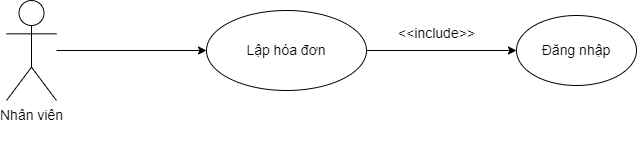 <<include>>
Lập hóa đơn
Đăng nhập
Nhân viên